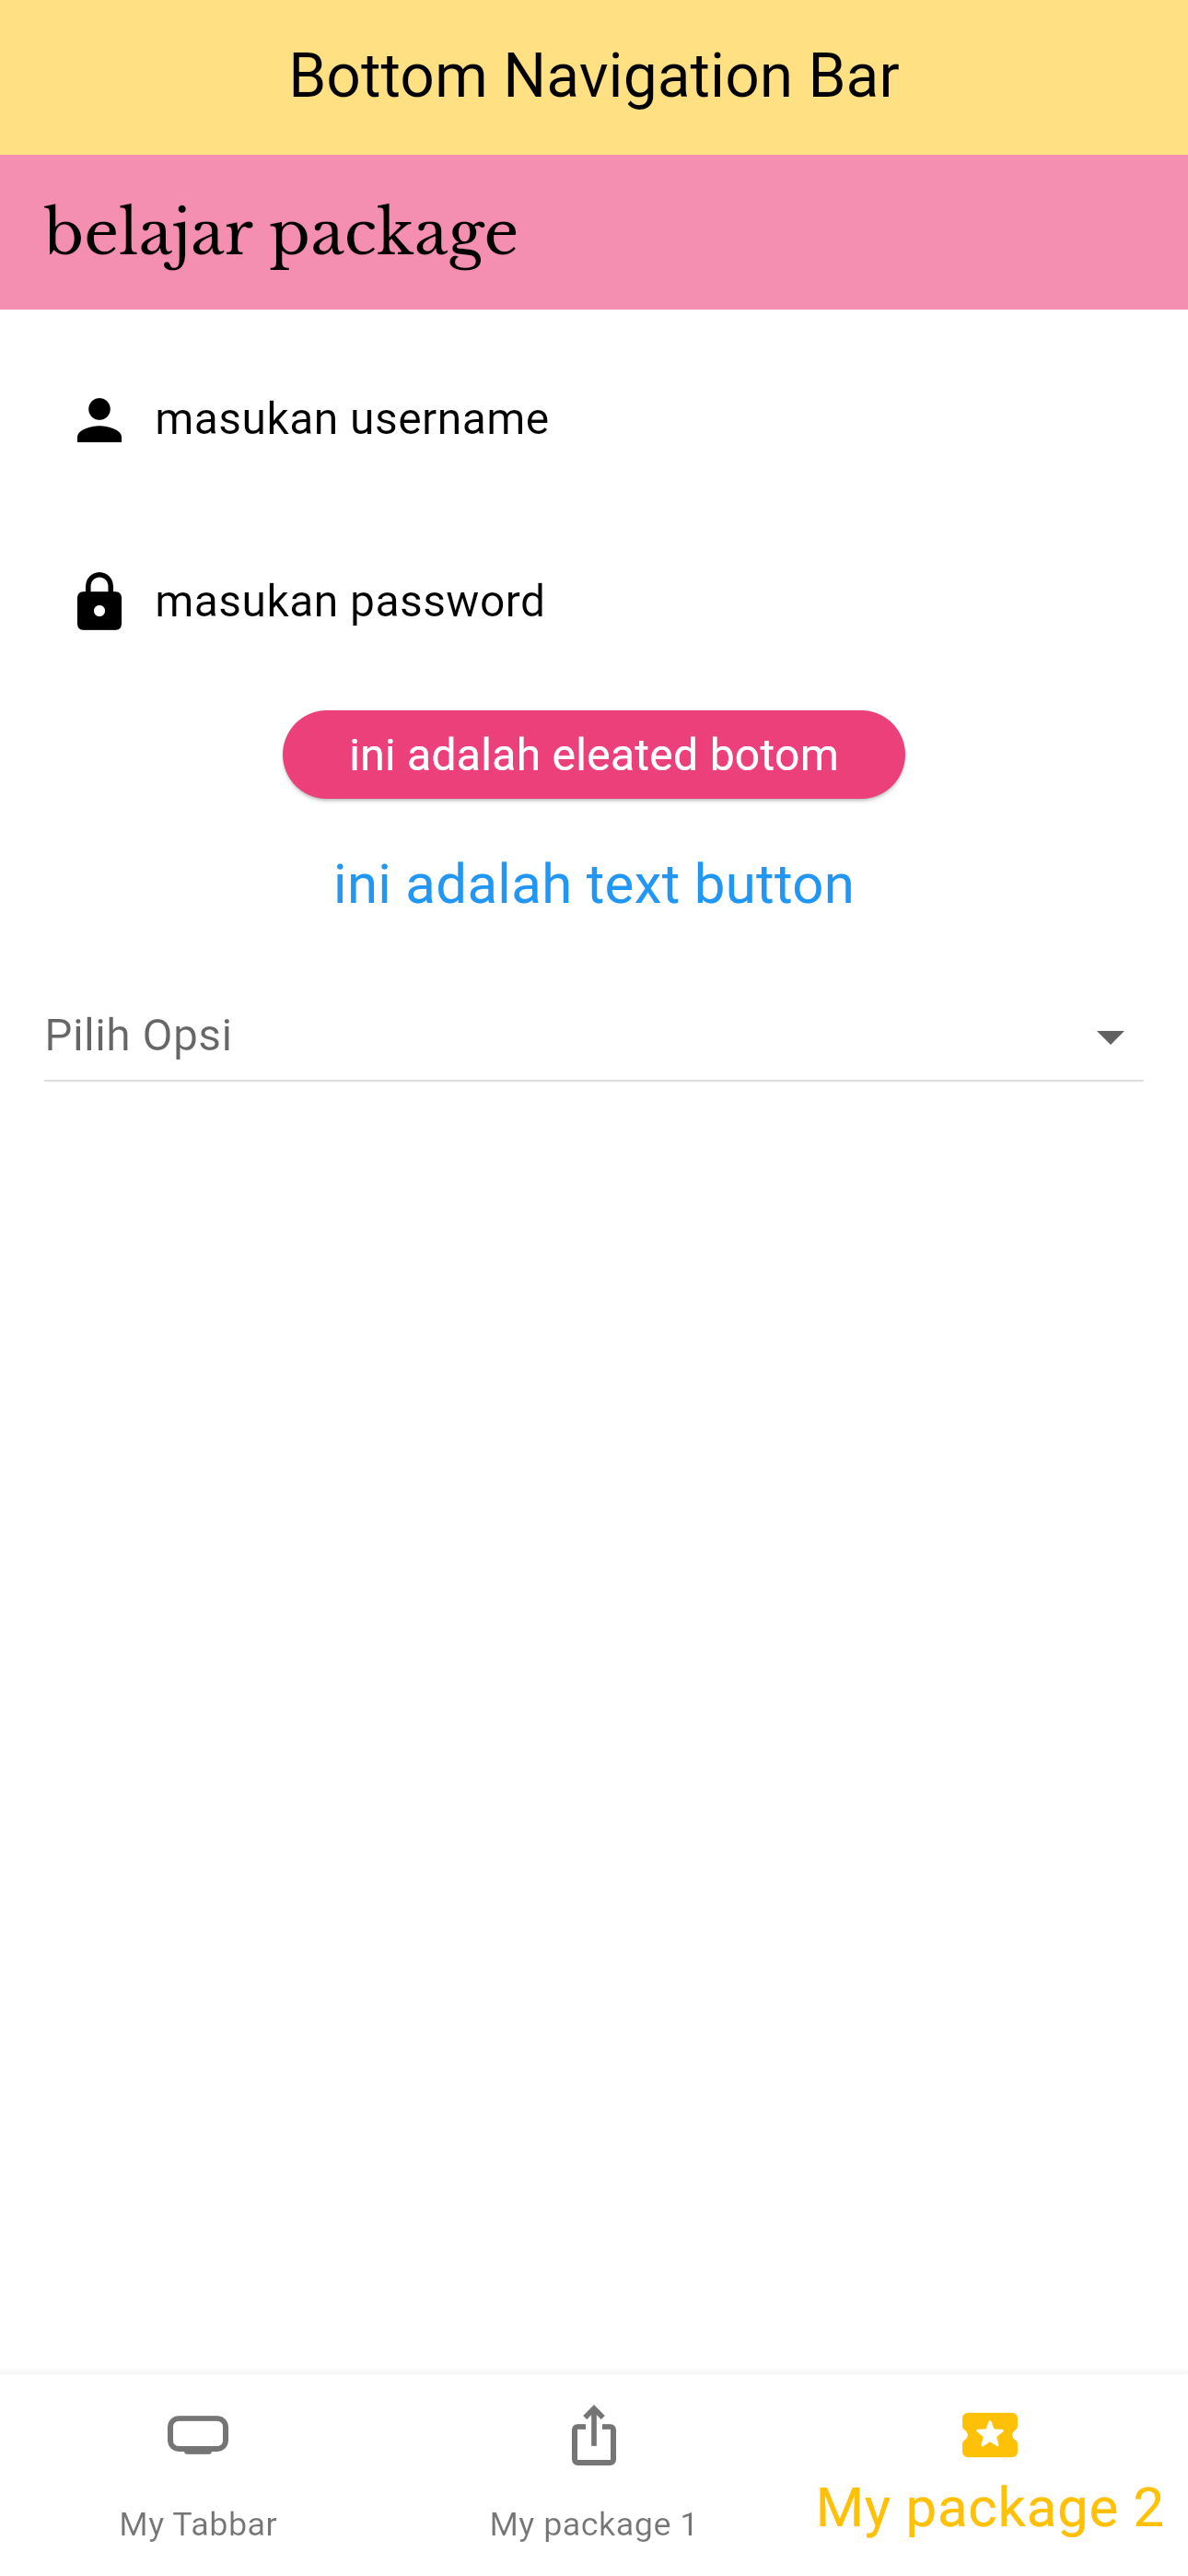 Bottom Navigation Bar
belajar package
masukan username
masukan password
ini adalah eleated botom
ini adalah text button
Pilih Opsi
My Tabbar
My package 1
My package 2